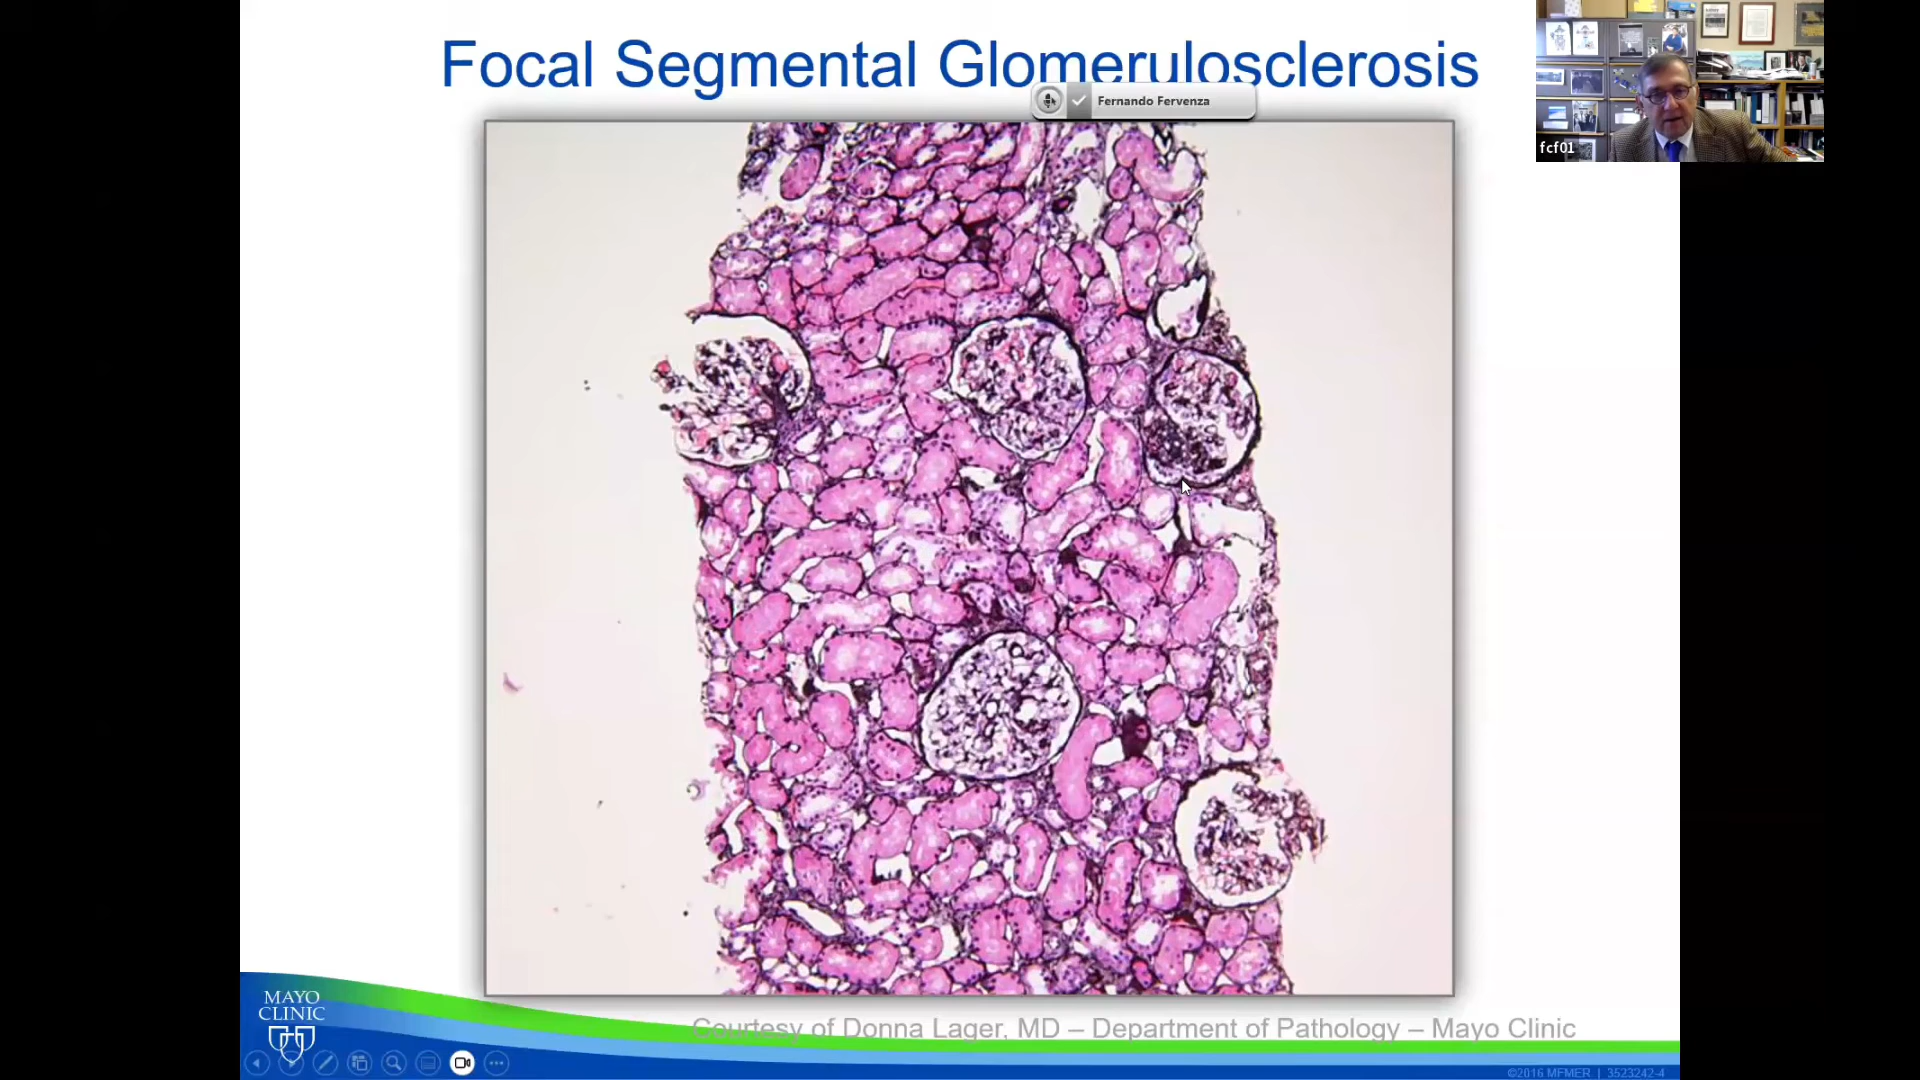 Focal Segmental Glomerulosclerosis
Fernando Fervenza
fcf01
MAYO
CLINIC
Courtesy of Donna Lager, MD – Department of Pathology – Mayo Clinic
©2016 MFMER | 3523242-4